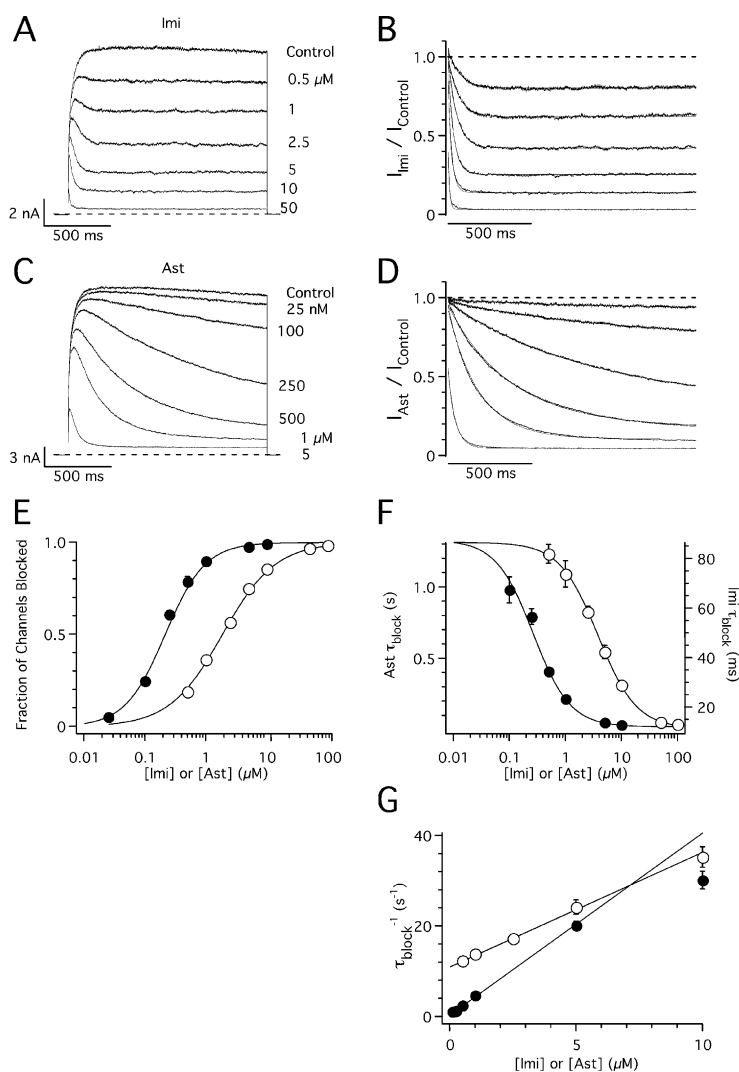 A
Imi
Control
0.5 µM
1
2.5
5
10
50
2 nA
500 ms
B
I_Imi / I_Control
1.0
0.5
0
500 ms
C
Ast
Control
25 nM
100
250
500
1 µM
5
3 nA
500 ms
D
I_Ast / I_Control
1.0
0.5
0
500 ms
E
Fraction of Channels Blocked
1.0
0.5
0
0.01 0.1 1 10 100
[Imi] or [Ast] (µM)
F
Ast τ_block (s)
1.0
0.5
Imi τ_block (ms)
80
60
40
20
0.01 0.1 1 10 100
[Imi] or [Ast] (µM)
G
τ_block^-1 (s^-1)
40
20
0
0 5 10
[Imi] or [Ast] (µM)